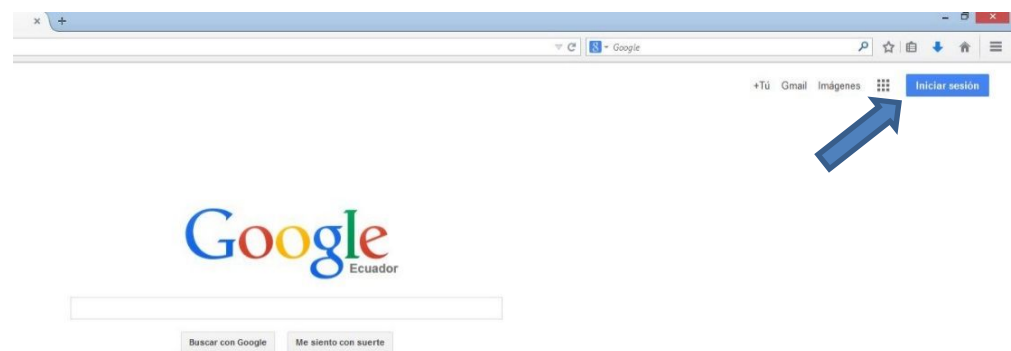 Google
+Tú Gmail Imágenes Iniciar sesión
Google
Ecuador
Buscar con Google Me siento con suerte